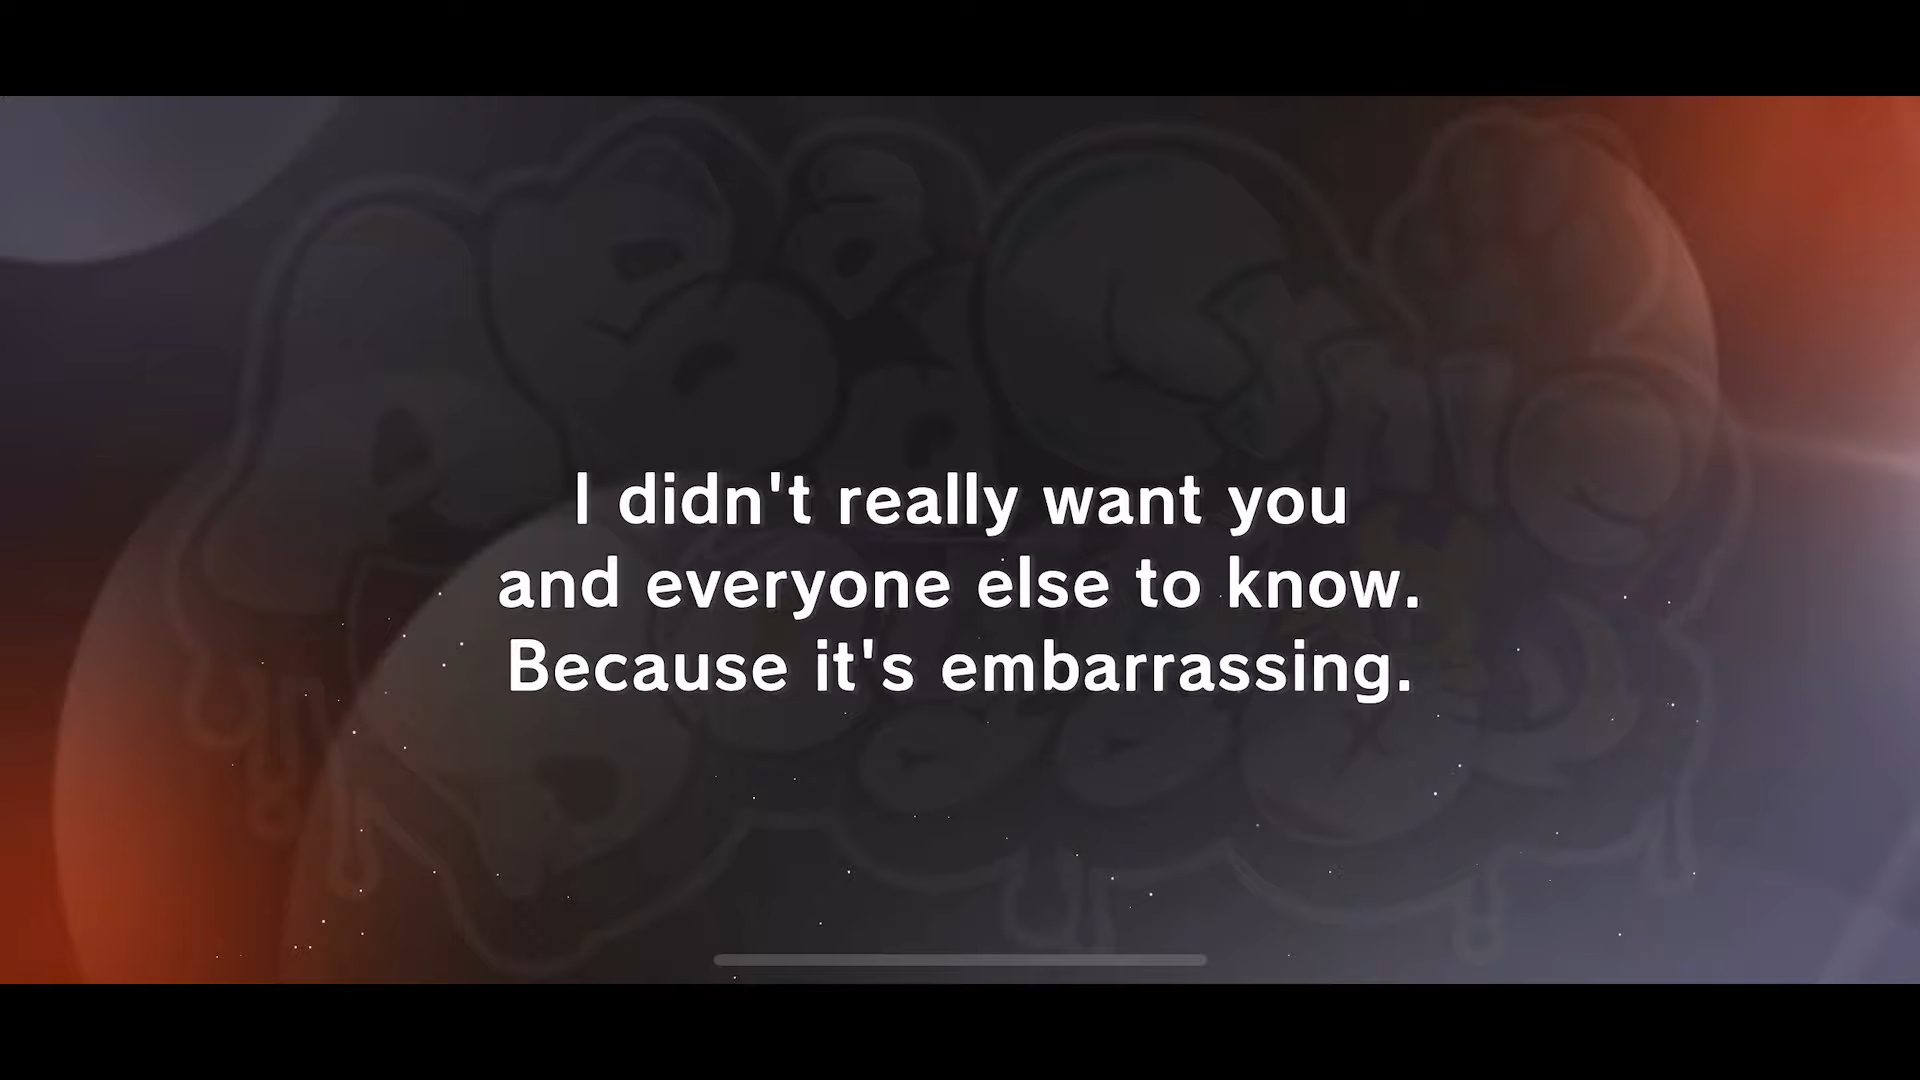 I didn't really want you
and everyone else to know.
Because it's embarrassing.